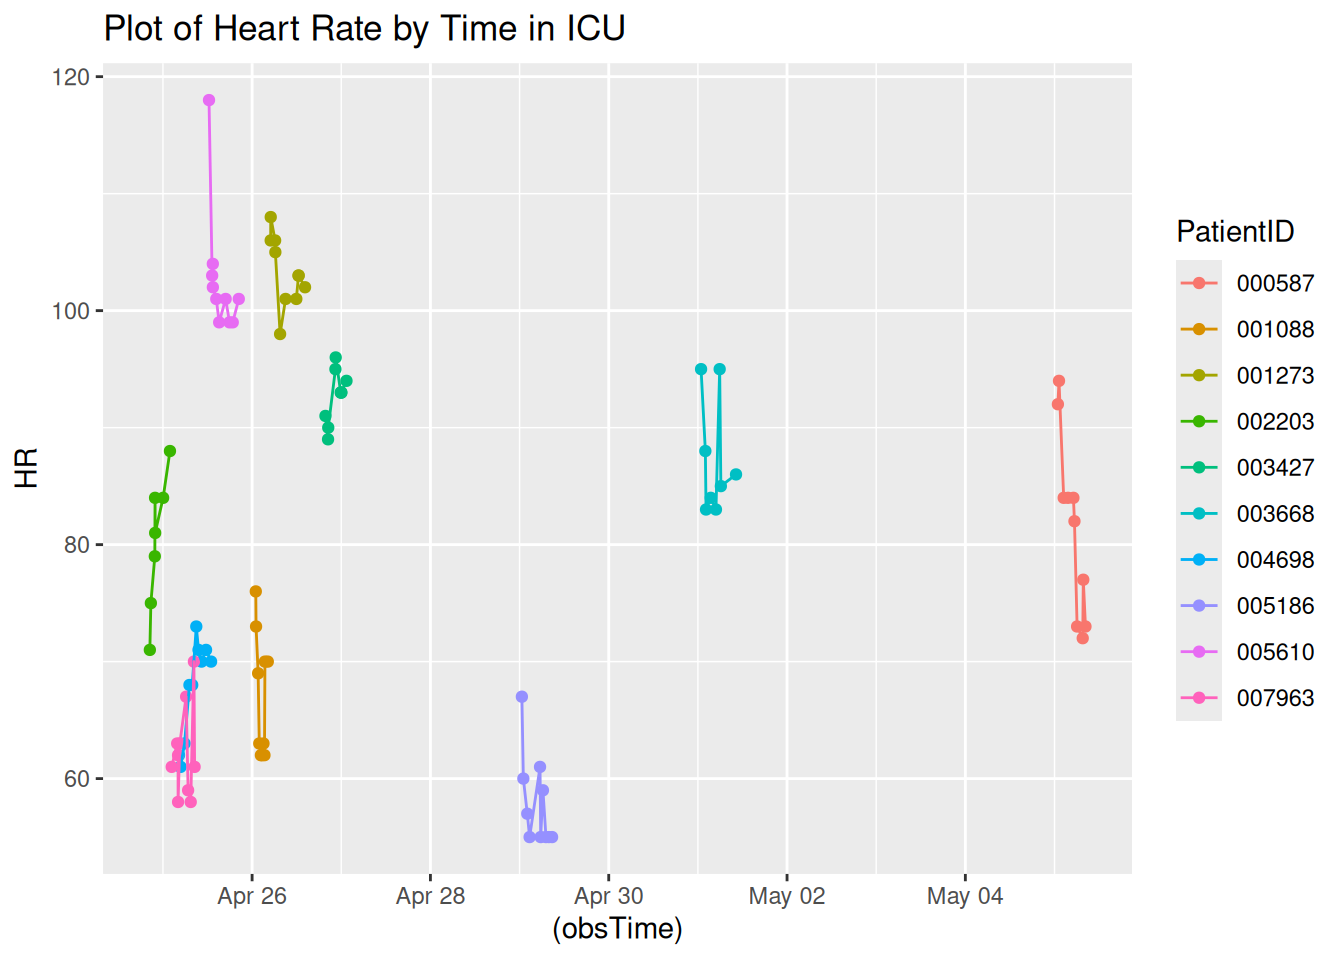 Plot of Heart Rate by Time in ICU
120
100
80
60
HR
Apr 26
Apr 28
Apr 30
May 02
May 04
(obsTime)
PatientID
000587
001088
001273
002203
003427
003668
004698
005186
005610
007963